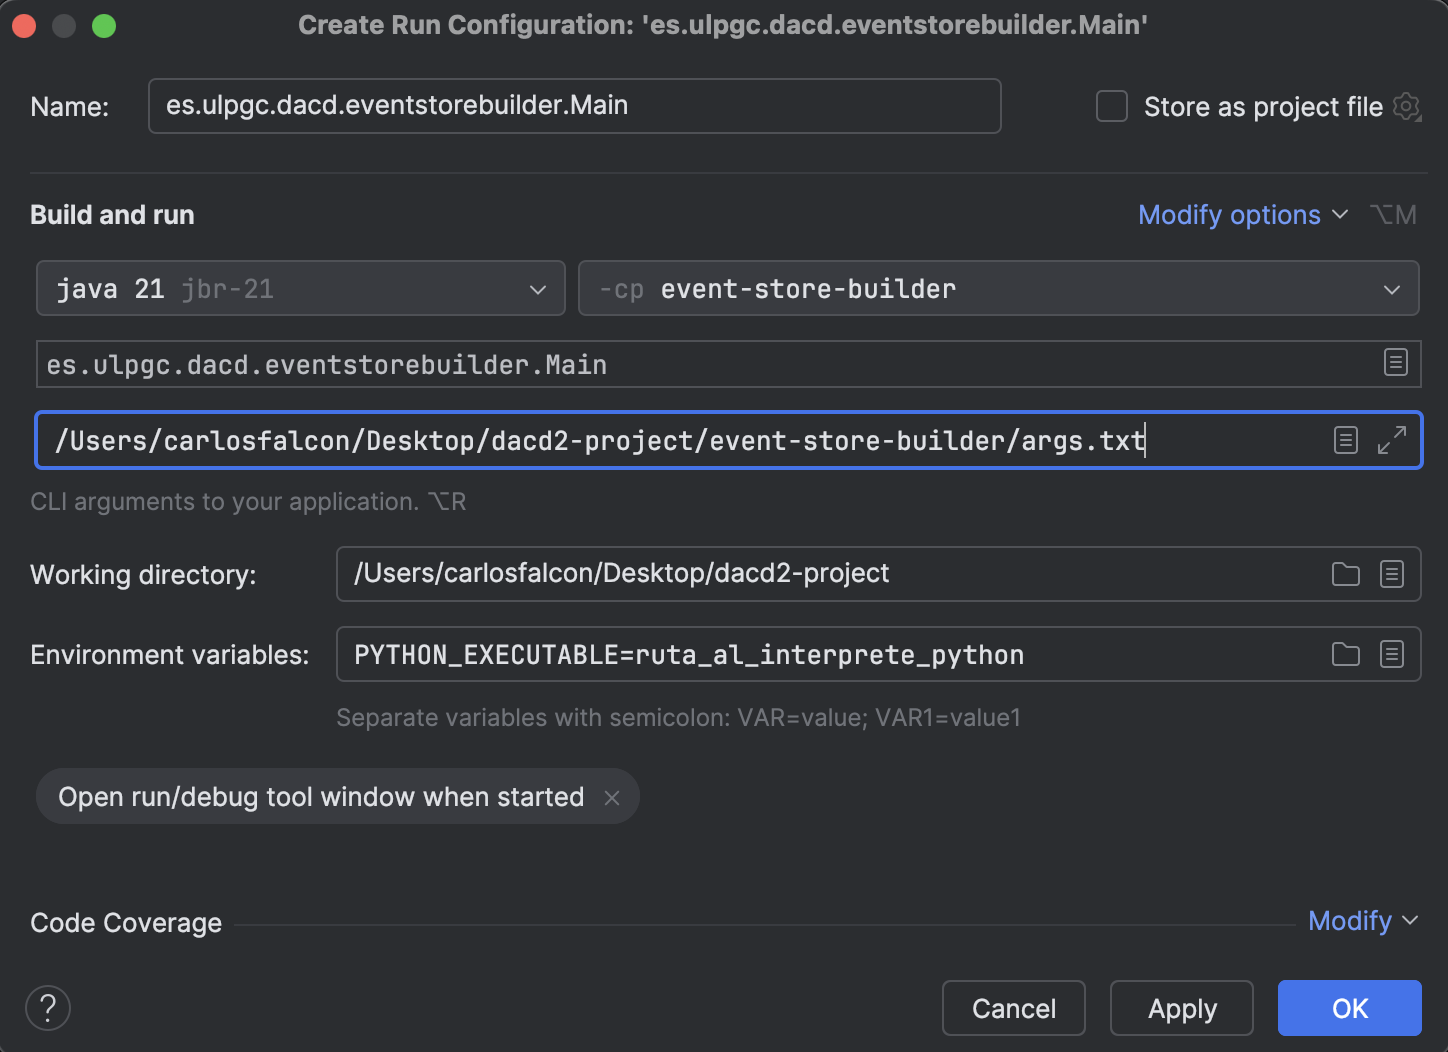 Create Run Configuration: 'es.ulpgc.dacd.eventstorebuilder.Main'
Name: es.ulpgc.dacd.eventstorebuilder.Main Store as project file
Build and run Modify options ⌥M
java 21 jbr-21 -cp event-store-builder
es.ulpgc.dacd.eventstorebuilder.Main
/Users/carlosfalcon/Desktop/dacd2-project/event-store-builder/args.txt
CLI arguments to your application. ⌥R
Working directory: /Users/carlosfalcon/Desktop/dacd2-project
Environment variables: PYTHON_EXECUTABLE=ruta_al_interprete_python
Separate variables with semicolon: VAR=value; VAR1=value1
Open run/debug tool window when started
Code Coverage Modify
? Cancel Apply OK